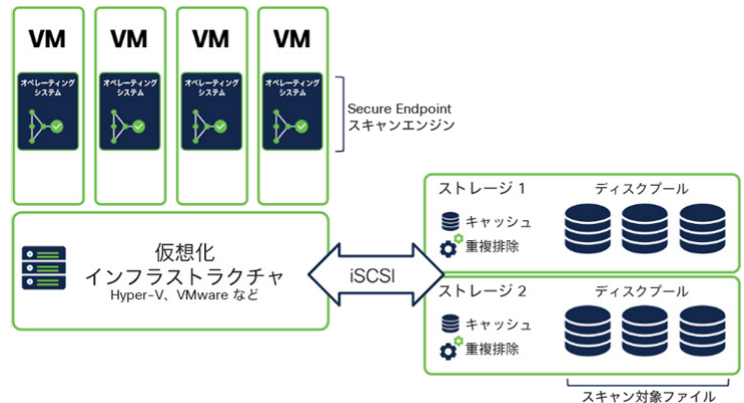 VM
VM
VM
VM
オペレーティング
システム
オペレーティング
システム
オペレーティング
システム
オペレーティング
システム
Secure Endpoint
スキャンエンジン
仮想化
インフラストラクチャ
Hyper-V、VMware など
iSCSI
ストレージ 1
ディスクプール
キャッシュ
重複排除
ストレージ 2
ディスクプール
キャッシュ
重複排除
スキャン対象ファイル